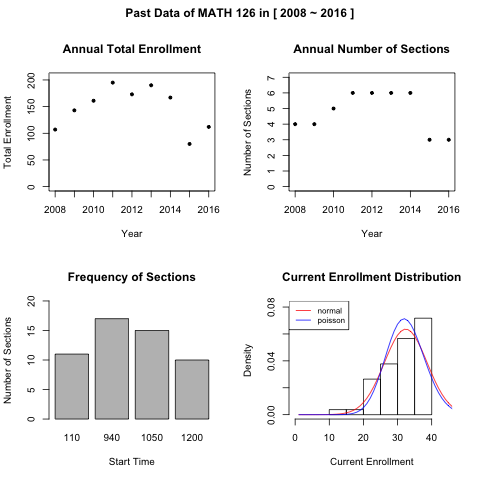 Past Data of MATH 126 in [ 2008 ~ 2016 ]
Annual Total Enrollment
Total Enrollment
0 50 100 150 200
2008 2010 2012 2014 2016
Year
Annual Number of Sections
Number of Sections
0 1 2 3 4 5 6 7
2008 2010 2012 2014 2016
Year
Frequency of Sections
Number of Sections
0 5 10 15 20
110 940 1050 1200
Start Time
Current Enrollment Distribution
normal
poisson
Density
0.00 0.04 0.08
0 10 20 30 40
Current Enrollment